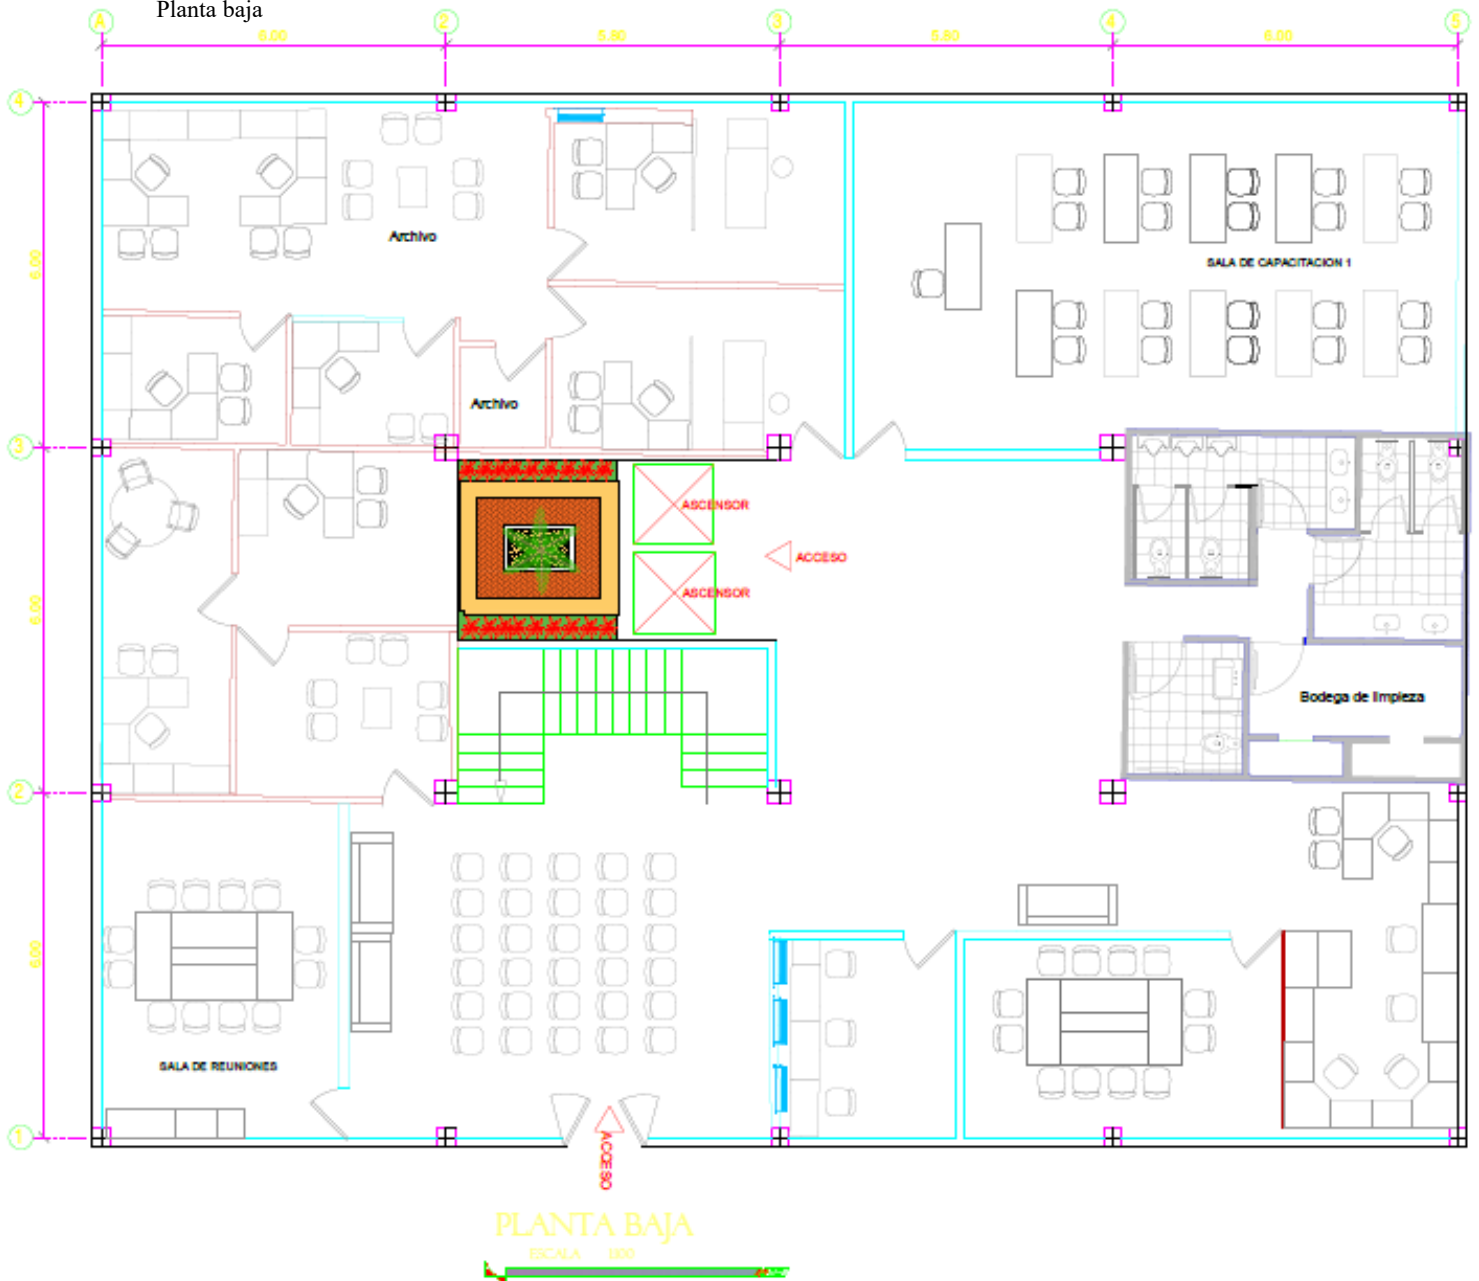 Planta baja
A 2 3 4 5
6.00 5.80 5.80 6.00
4
Archivo
6.00
SALA DE CAPACITACION 1
Archivo
3
ASCENSOR
ACCESO
ASCENSOR
6.00
Bodega de limpieza
2
6.00
SALA DE REUNIONES
1
ACCESO
PLANTA BAJA
ESCALA